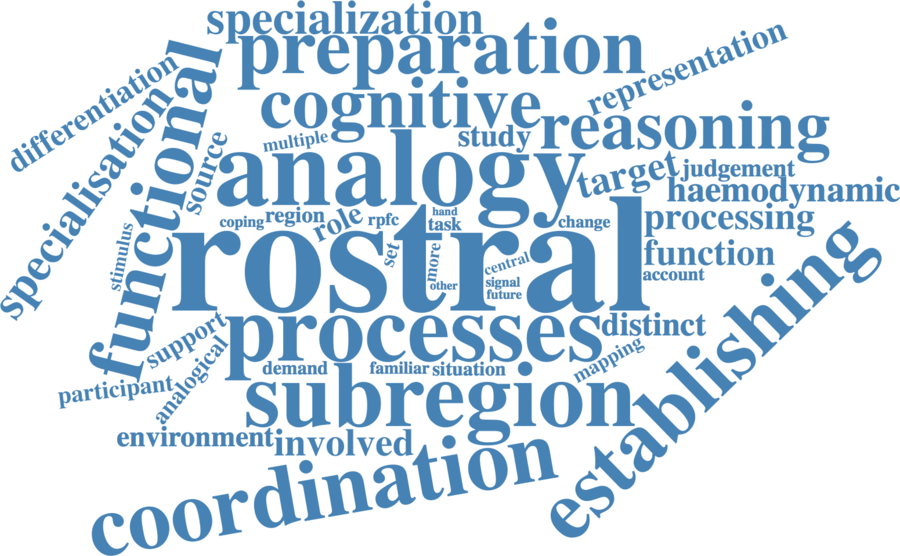 specialization
preparation
representation
differentiation
cognitive
multiple
study
reasoning
specialisation
functional
source
analogy
target
judgement
haemodynamic
coping
region
role
rpfc
hand
task
change
processing
stimulus
rostral
set
more
other
central
signal
future
function
account
establishing
support
processes
distinct
participant
analogical
demand
familiar
situation
mapping
subregion
environment
involved
coordination